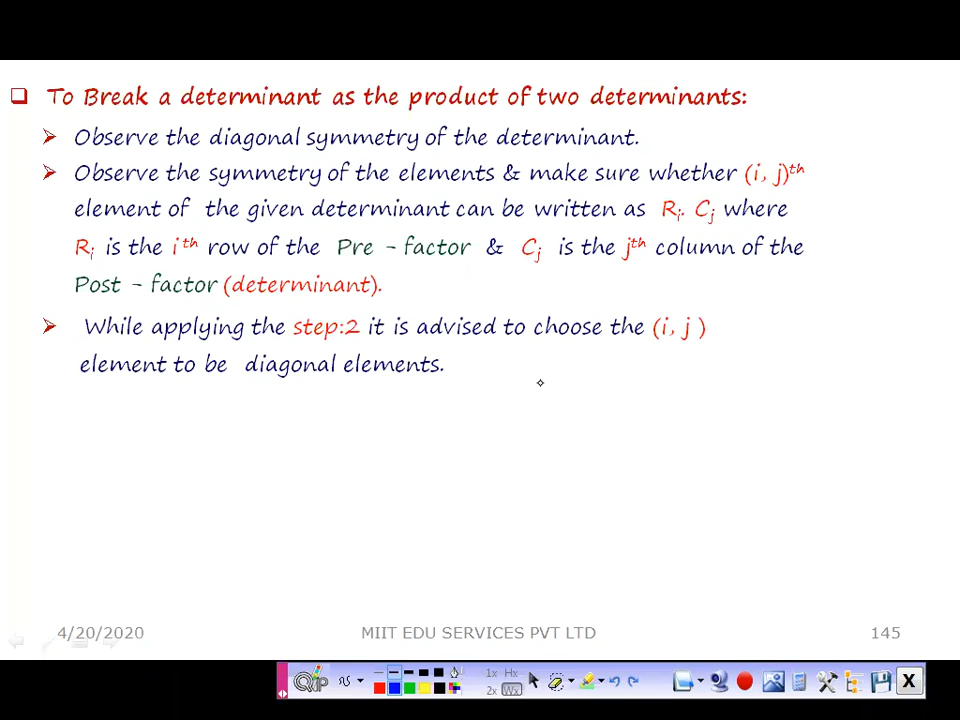 To Break a determinant as the product of two determinants:
Observe the diagonal symmetry of the determinant.
Observe the symmetry of the elements & make sure whether (i, j)th
element of the given determinant can be written as Ri. Cj where
Ri is the ith row of the Pre - factor & Cj is the jth column of the
Post - factor (determinant).
While applying the step:2 it is advised to choose the (i, j )
element to be diagonal elements.
4/20/2020 MIIT EDU SERVICES PVT LTD 145
1x Hx
2x Wx